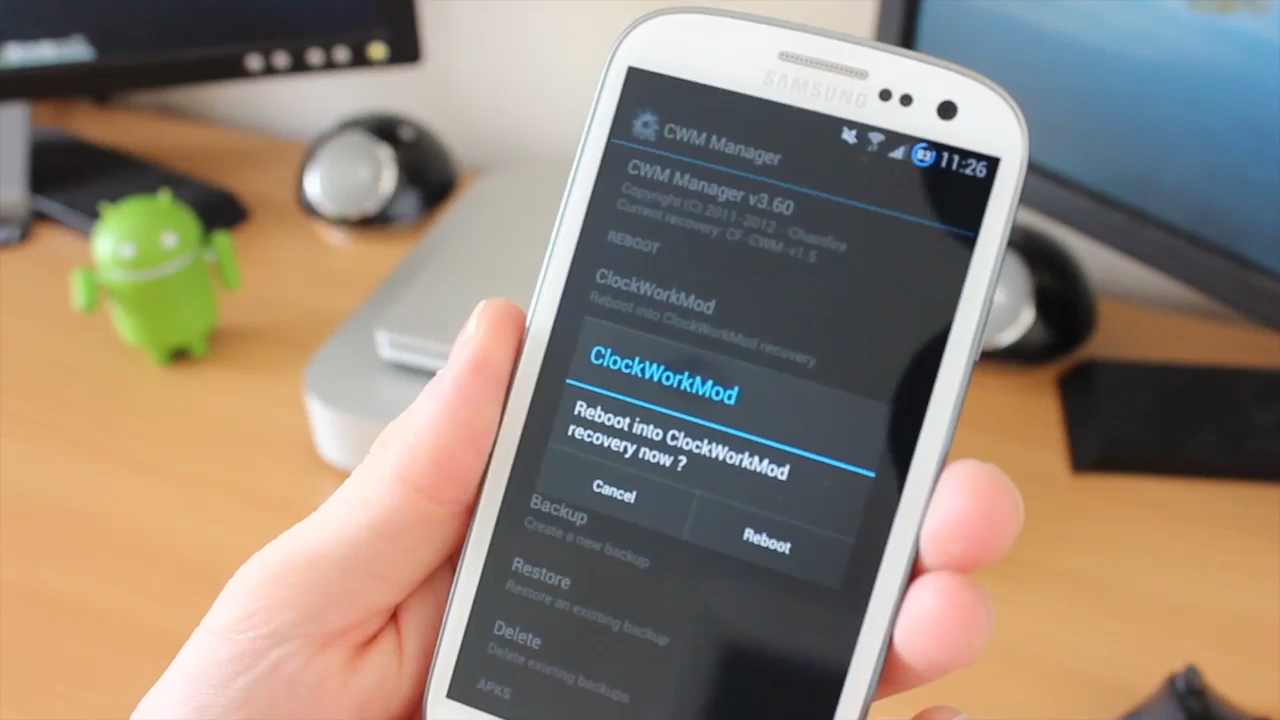 SAMSUNG
CWM Manager
83 11:26
CWM Manager v3.60
Copyright (C) 2011-2012 - Chainfire
Current recovery: CF-CWM-v1.5
REBOOT
ClockWorkMod
Reboot into ClockWorkMod recovery
ClockWorkMod
Reboot into ClockWorkMod
recovery now ?
Cancel
Reboot
Backup
Create a new backup
Restore
Restore an existing backup
Delete
Delete existing backups
APKS